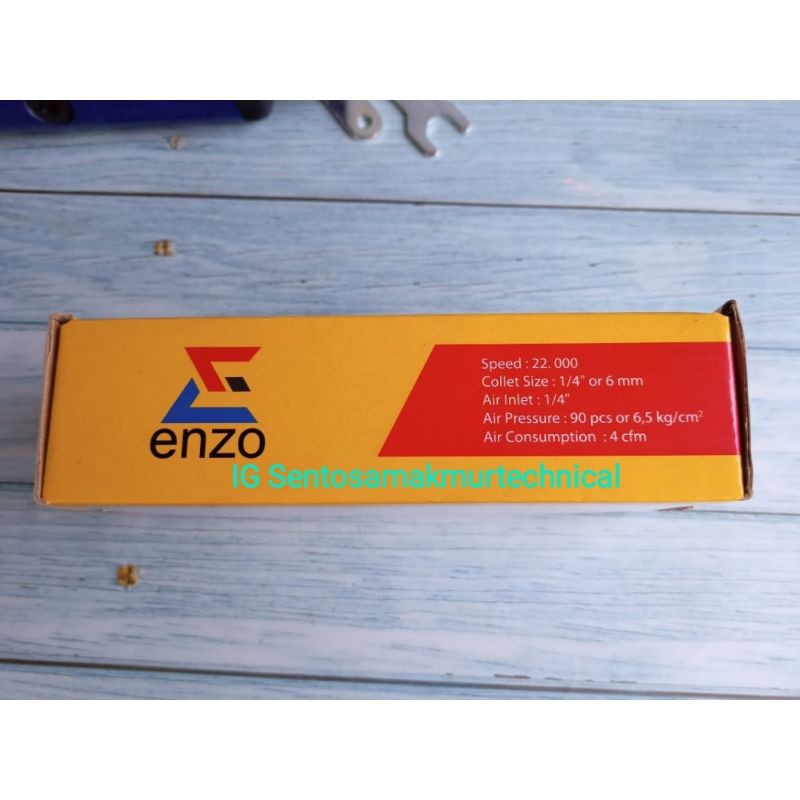 enzo
Speed : 22. 000
Collet Size : 1/4" or 6 mm
Air Inlet : 1/4"
Air Pressure : 90 pcs or 6,5 kg/cm²
Air Consumption : 4 cfm
IG Sentosamakmurtechnical